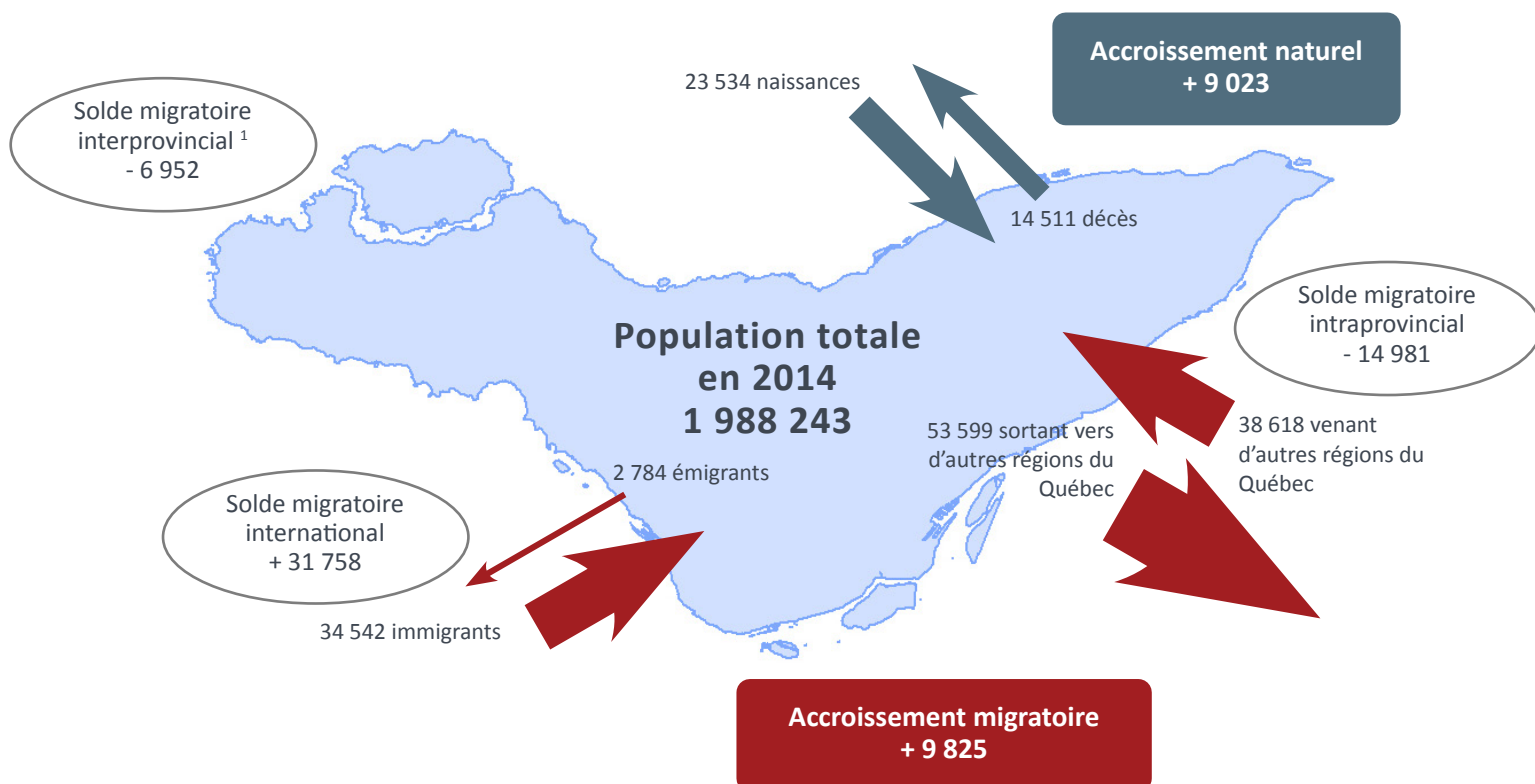 Accroissement naturel
+ 9 023
23 534 naissances
14 511 décès
Solde migratoire
interprovincial ¹
- 6 952
Solde migratoire
intraprovincial
- 14 981
Population totale
en 2014
1 988 243
53 599 sortant vers
d’autres régions du
Québec
38 618 venant
d’autres régions du
Québec
2 784 émigrants
Solde migratoire
international
+ 31 758
34 542 immigrants
Accroissement migratoire
+ 9 825